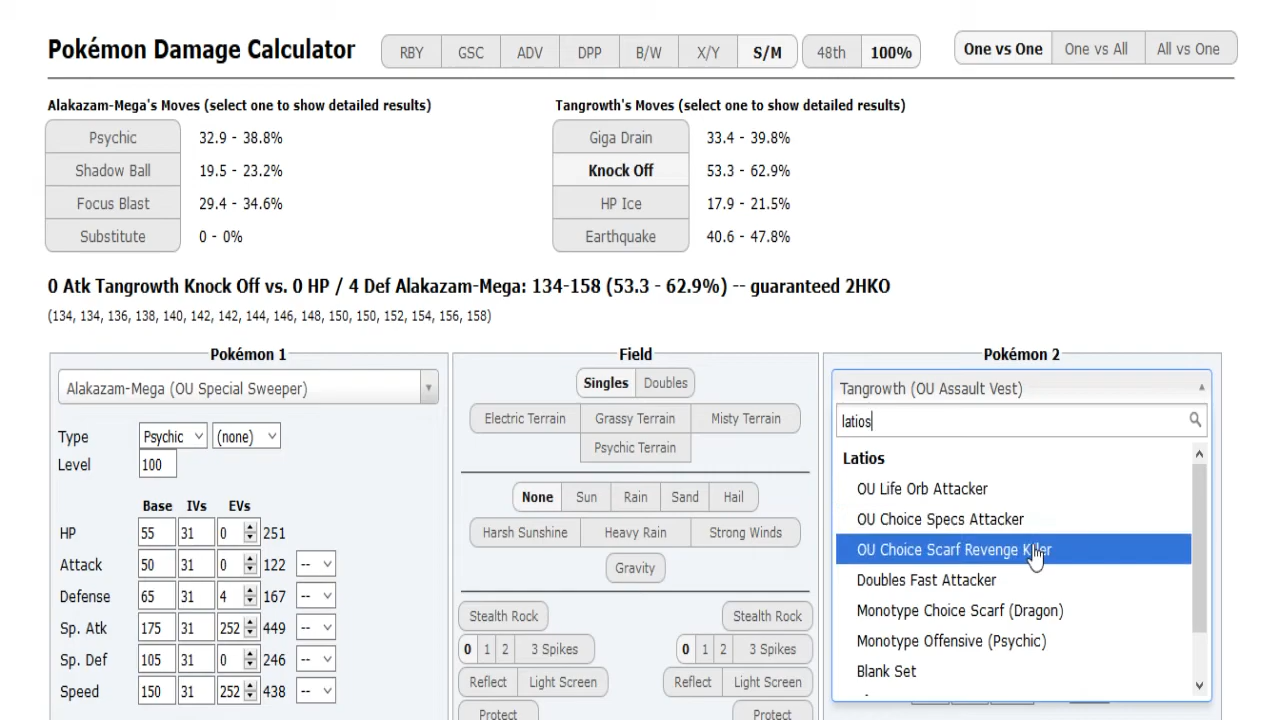 Pokémon Damage Calculator RBY GSC ADV DPP B/W X/Y S/M 48th 100% One vs One One vs All All vs One
Alakazam-Mega's Moves (select one to show detailed results)
Psychic 32.9 - 38.8%
Shadow Ball 19.5 - 23.2%
Focus Blast 29.4 - 34.6%
Substitute 0 - 0%
Tangrowth's Moves (select one to show detailed results)
Giga Drain 33.4 - 39.8%
Knock Off 53.3 - 62.9%
HP Ice 17.9 - 21.5%
Earthquake 40.6 - 47.8%
0 Atk Tangrowth Knock Off vs. 0 HP / 4 Def Alakazam-Mega: 134-158 (53.3 - 62.9%) -- guaranteed 2HKO
(134, 134, 136, 138, 140, 142, 142, 144, 146, 148, 150, 150, 152, 154, 156, 158)
Pokémon 1
Alakazam-Mega (OU Special Sweeper)
Type Psychic (none)
Level 100
Base IVs EVs
HP 55 31 0 251
Attack 50 31 0 122 --
Defense 65 31 4 167 --
Sp. Atk 175 31 252 449 --
Sp. Def 105 31 0 246 --
Speed 150 31 252 438 --
Field
Singles Doubles
Electric Terrain Grassy Terrain Misty Terrain
Psychic Terrain
None Sun Rain Sand Hail
Harsh Sunshine Heavy Rain Strong Winds
Gravity
Stealth Rock Stealth Rock
0 1 2 3 Spikes 0 1 2 3 Spikes
Reflect Light Screen Reflect Light Screen
Protect Protect
Pokémon 2
Tangrowth (OU Assault Vest)
latios
Latios
OU Life Orb Attacker
OU Choice Specs Attacker
OU Choice Scarf Revenge Killer
Doubles Fast Attacker
Monotype Choice Scarf (Dragon)
Monotype Offensive (Psychic)
Blank Set